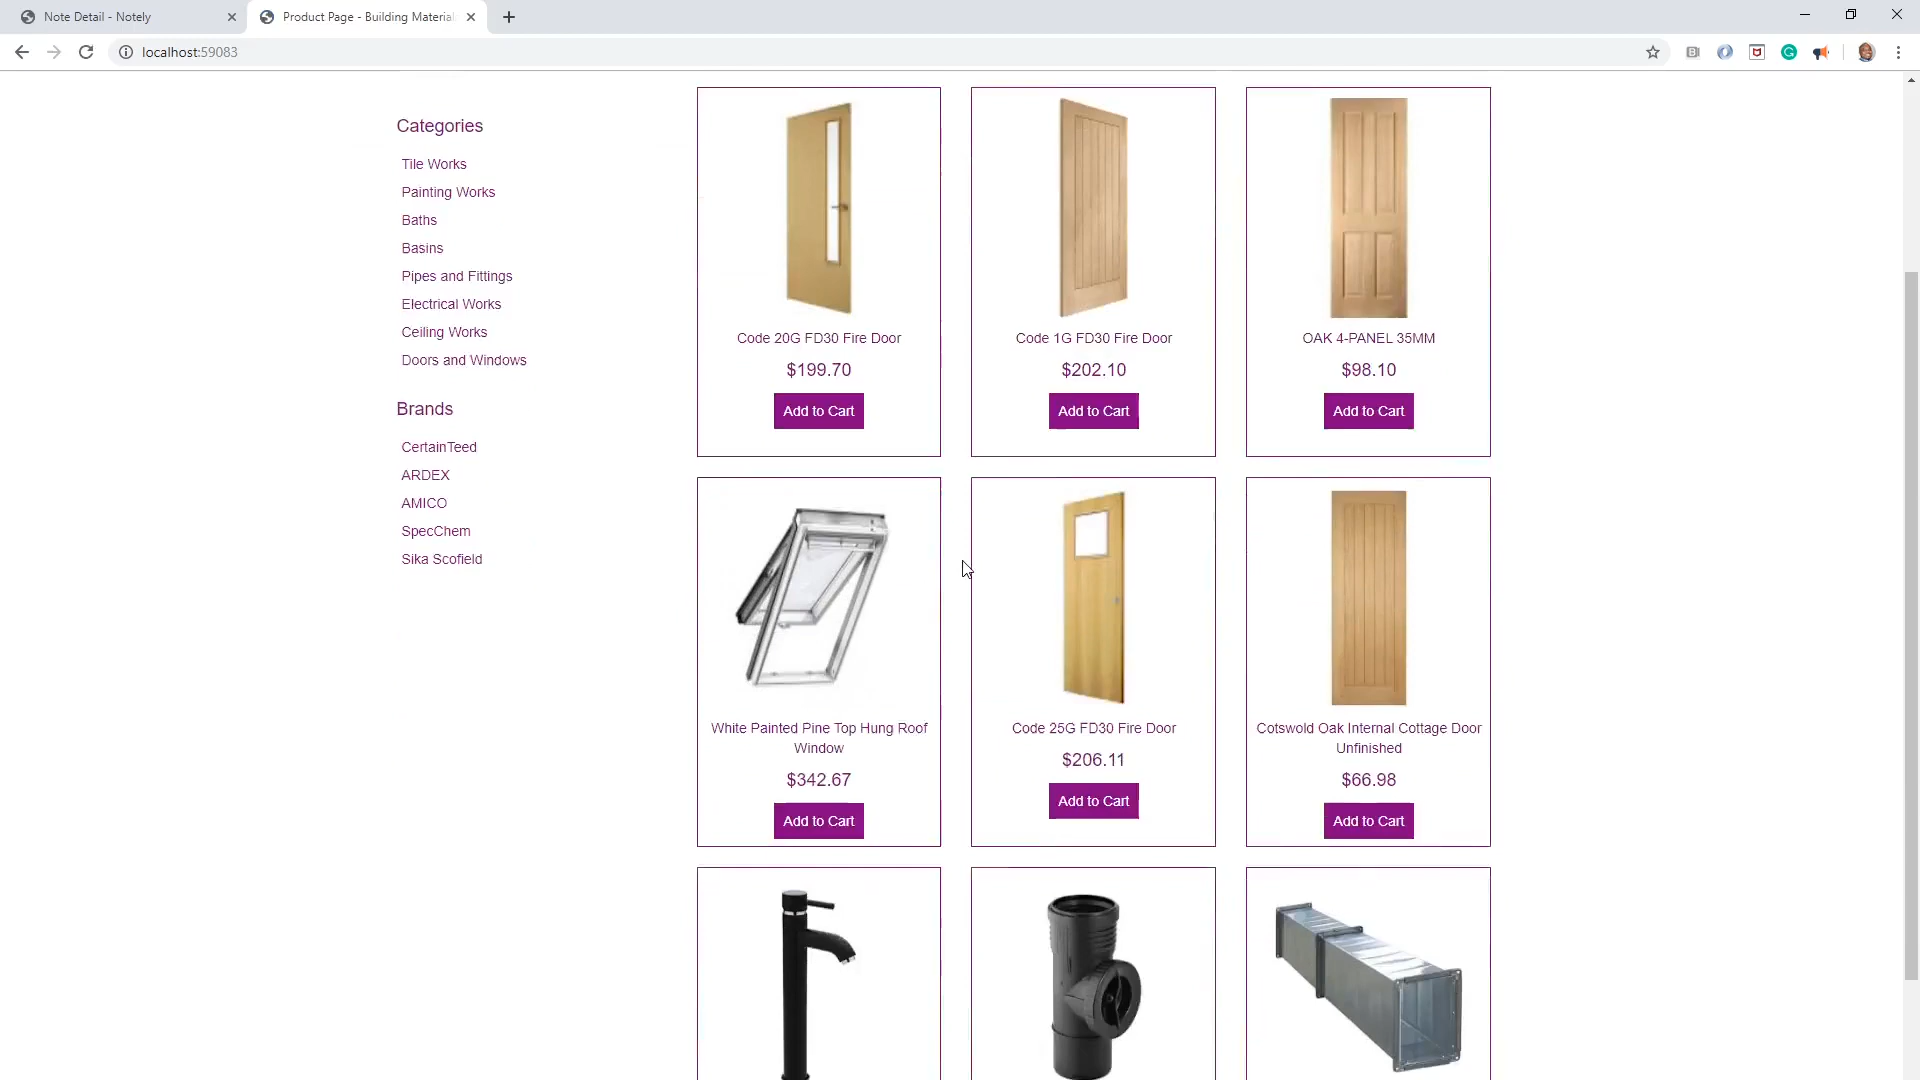 Note Detail - Notely
Product Page - Building Material
localhost:59083
Categories
Tile Works
Painting Works
Baths
Basins
Pipes and Fittings
Electrical Works
Ceiling Works
Doors and Windows
Brands
CertainTeed
ARDEX
AMICO
SpecChem
Sika Scofield
Code 20G FD30 Fire Door
$199.70
Add to Cart
Code 1G FD30 Fire Door
$202.10
Add to Cart
OAK 4-PANEL 35MM
$98.10
Add to Cart
White Painted Pine Top Hung Roof
Window
$342.67
Add to Cart
Code 25G FD30 Fire Door
$206.11
Add to Cart
Cotswold Oak Internal Cottage Door
Unfinished
$66.98
Add to Cart